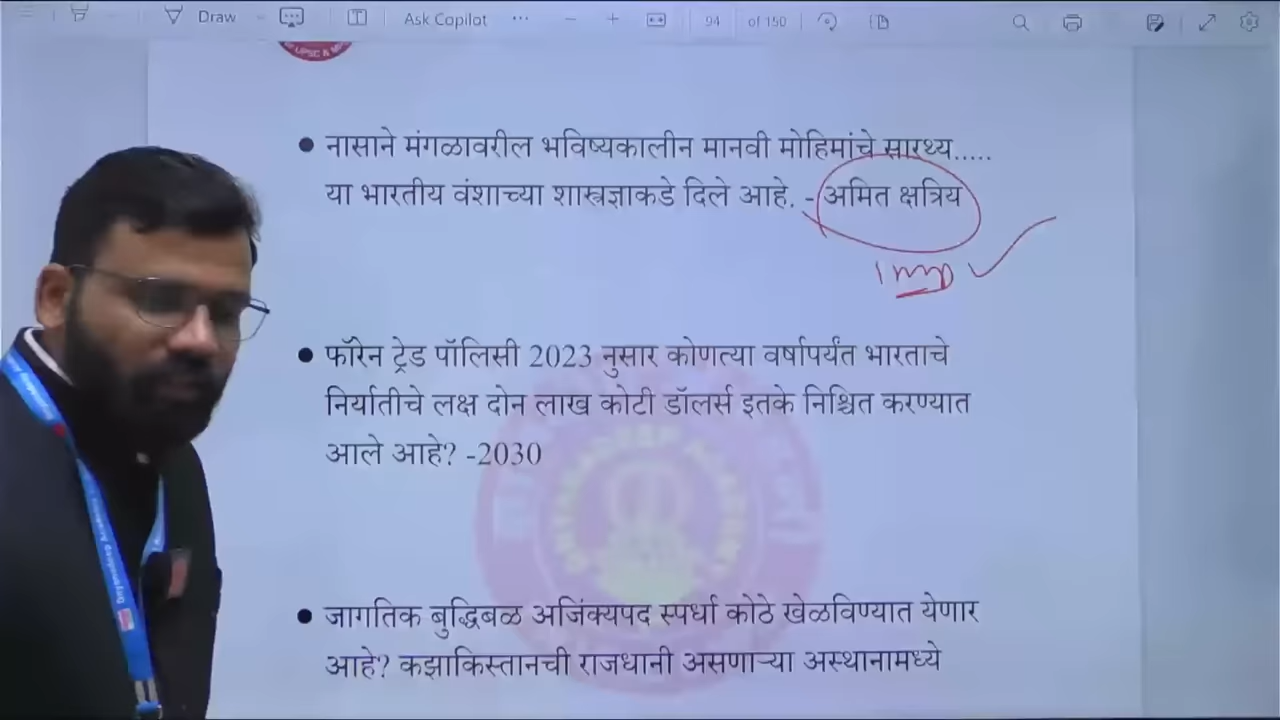 Draw
Ask Copilot
94 of 150
UPSC &
• नासाने मंगळावरील भविष्यकालीन मानवी मोहिमांचे सारथ्य.....
या भारतीय वंशाच्या शास्त्रज्ञाकडे दिले आहे. - अमित क्षत्रिय
Imp
• फॉरेन ट्रेड पॉलिसी 2023 नुसार कोणत्या वर्षापर्यंत भारताचे
निर्यातीचे लक्ष दोन लाख कोटी डॉलर्स इतके निश्चित करण्यात
आले आहे? -2030
• जागतिक बुद्धिबळ अजिंक्यपद स्पर्धा कोठे खेळविण्यात येणार
आहे? कझाकिस्तानची राजधानी असणाऱ्या अस्थानामध्ये